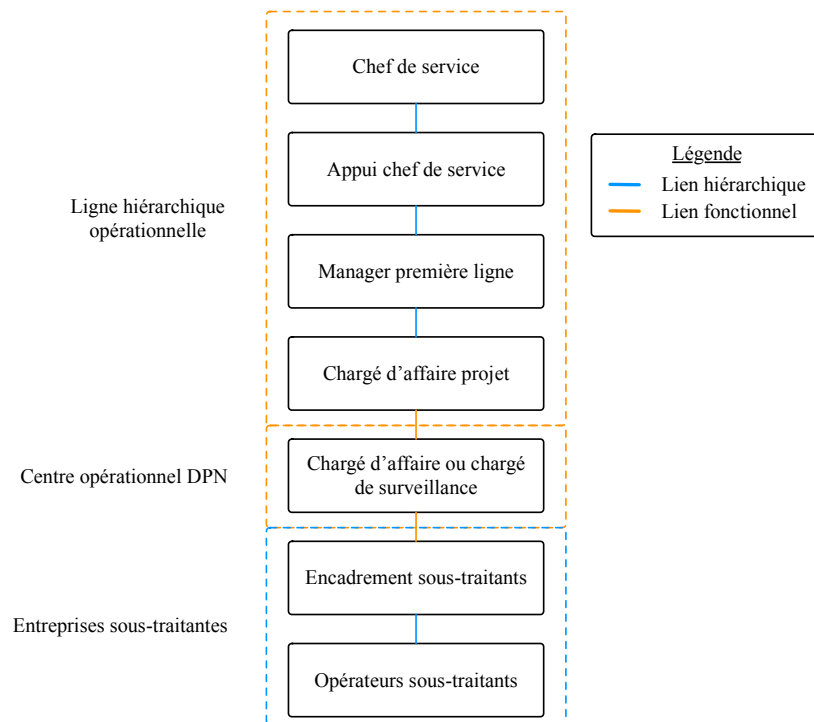 Chef de service
Appui chef de service
Manager première ligne
Chargé d’affaire projet
Chargé d’affaire ou chargé
de surveillance
Encadrement sous-traitants
Opérateurs sous-traitants
Ligne hiérarchique
opérationnelle
Centre opérationnel DPN
Entreprises sous-traitantes
Légende
Lien hiérarchique
Lien fonctionnel